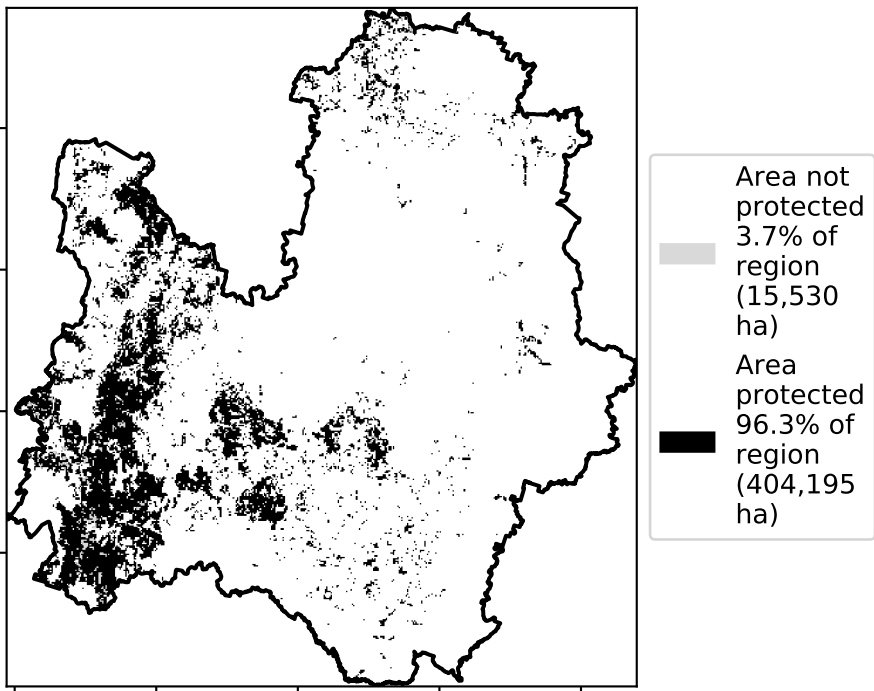 Area not
protected
3.7% of
region
(15,530
ha)
Area
protected
96.3% of
region
(404,195
ha)